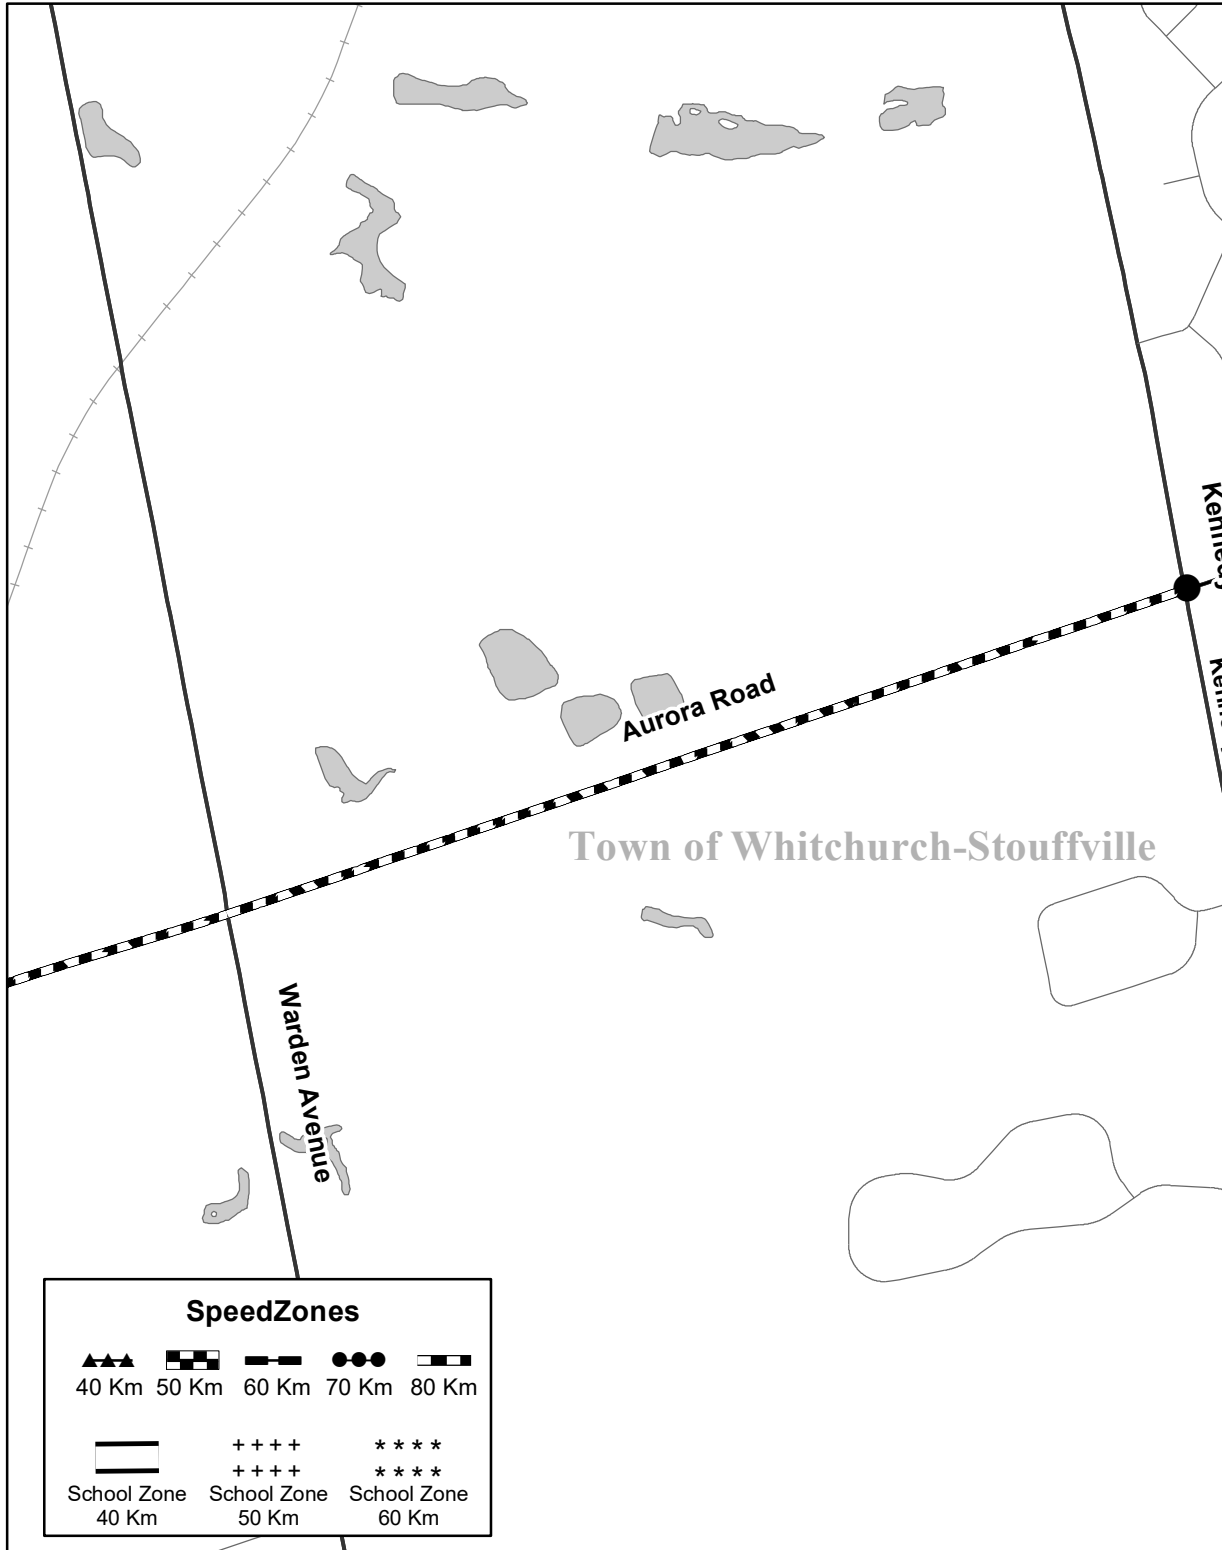 Kennedy
Aurora Road
Town of Whitchurch-Stouffville
Warden Avenue
SpeedZones
40 Km 50 Km 60 Km 70 Km 80 Km
School Zone School Zone School Zone
40 Km 50 Km 60 Km